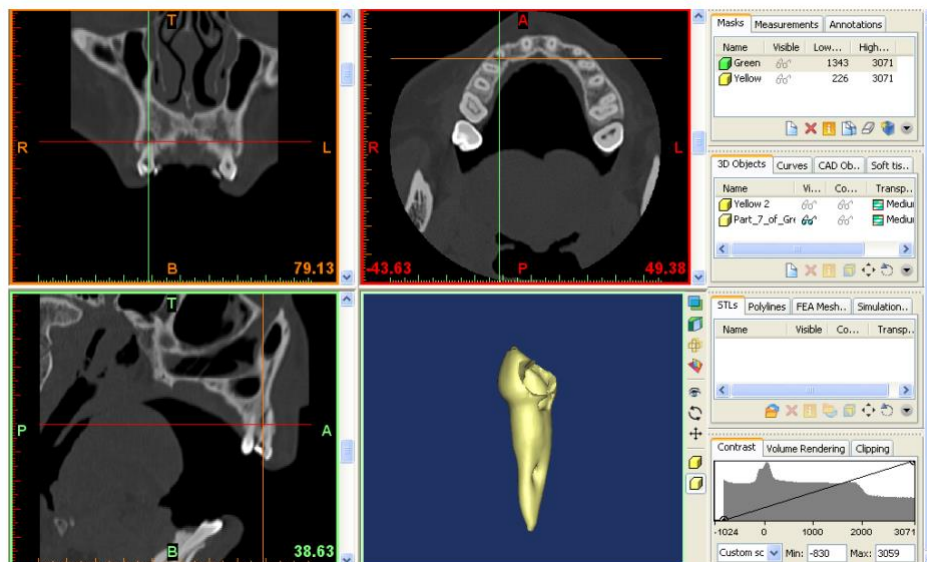 T
R
L
B
79.13
A
R
L
-43.63
P
49.38
T
P
A
B
38.63
Masks Measurements Annotations
Name Visible Low... High...
Green 1343 3071
Yellow 226 3071
3D Objects Curves CAD Ob.. Soft tis..
Name Vi... Co... Transp...
Yellow 2 Mediu
Part_7_of_Gre Mediu
STLs Polylines FEA Mesh.. Simulation..
Name Visible Co... Transp...
Contrast Volume Rendering Clipping
-1024 0 1000 2000 3071
Custom sc Min: -830 Max: 3059